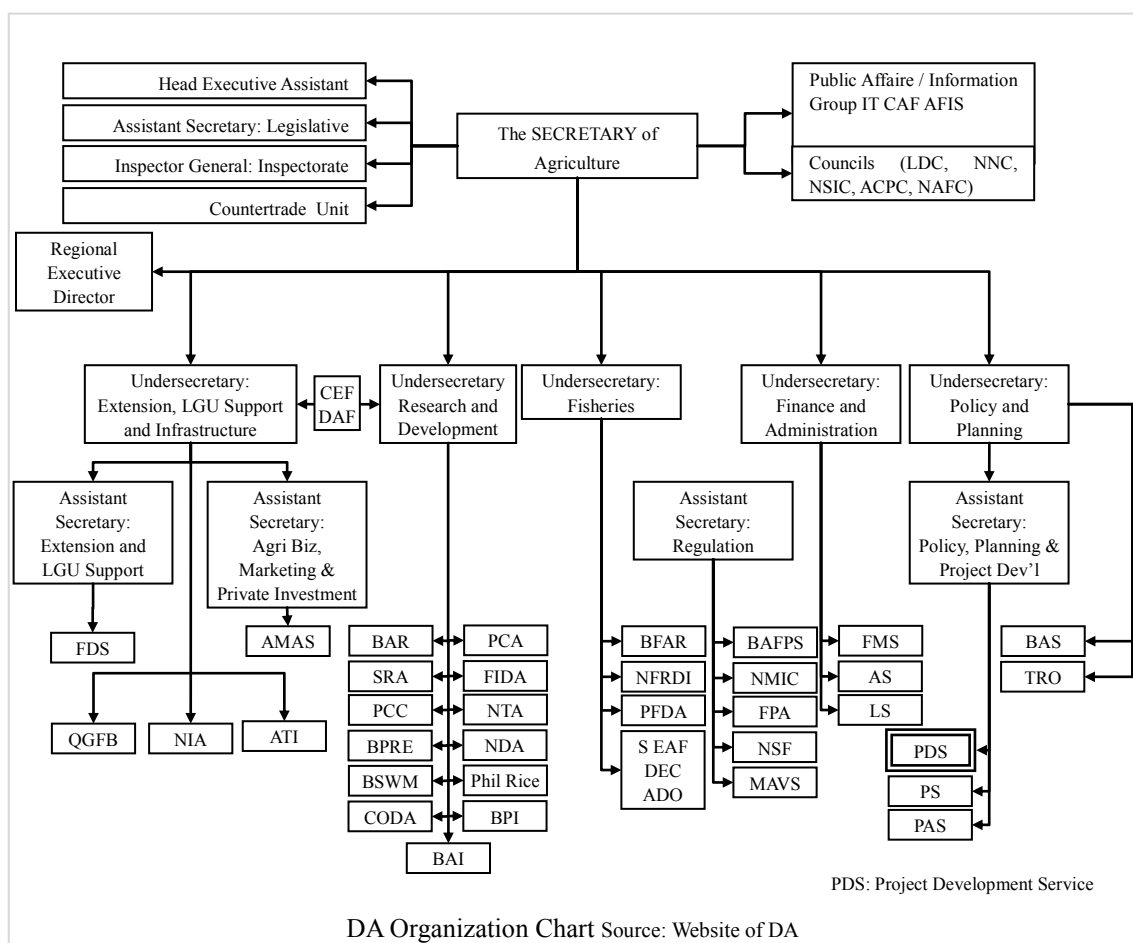 Head Executive Assistant
Assistant Secretary: Legislative
Inspector General: Inspectorate
Countertrade Unit
The SECRETARY of
Agriculture
Public Affaire / Information
Group IT CAF AFIS
Councils (LDC, NNC,
NSIC, ACPC, NAFC)
Regional
Executive
Director
Undersecretary:
Extension, LGU Support
and Infrastructure
CEF
DAF
Undersecretary
Research and
Development
Undersecretary:
Fisheries
Undersecretary:
Finance and
Administration
Undersecretary:
Policy and
Planning
Assistant
Secretary:
Extension and
LGU Support
Assistant
Secretary:
Agri Biz,
Marketing &
Private Investment
Assistant
Secretary:
Regulation
Assistant
Secretary:
Policy, Planning &
Project Dev’l
FDS
AMAS
QGFB
NIA
ATI
BAR
PCA
SRA
FIDA
PCC
NTA
BPRE
NDA
BSWM
Phil Rice
CODA
BPI
BAI
BFAR
NFRDI
PFDA
S EAF
DEC
ADO
BAFPS
NMIC
FPA
NSF
MAVS
FMS
AS
LS
BAS
TRO
PDS
PS
PAS
PDS: Project Development Service
DA Organization Chart Source: Website of DA